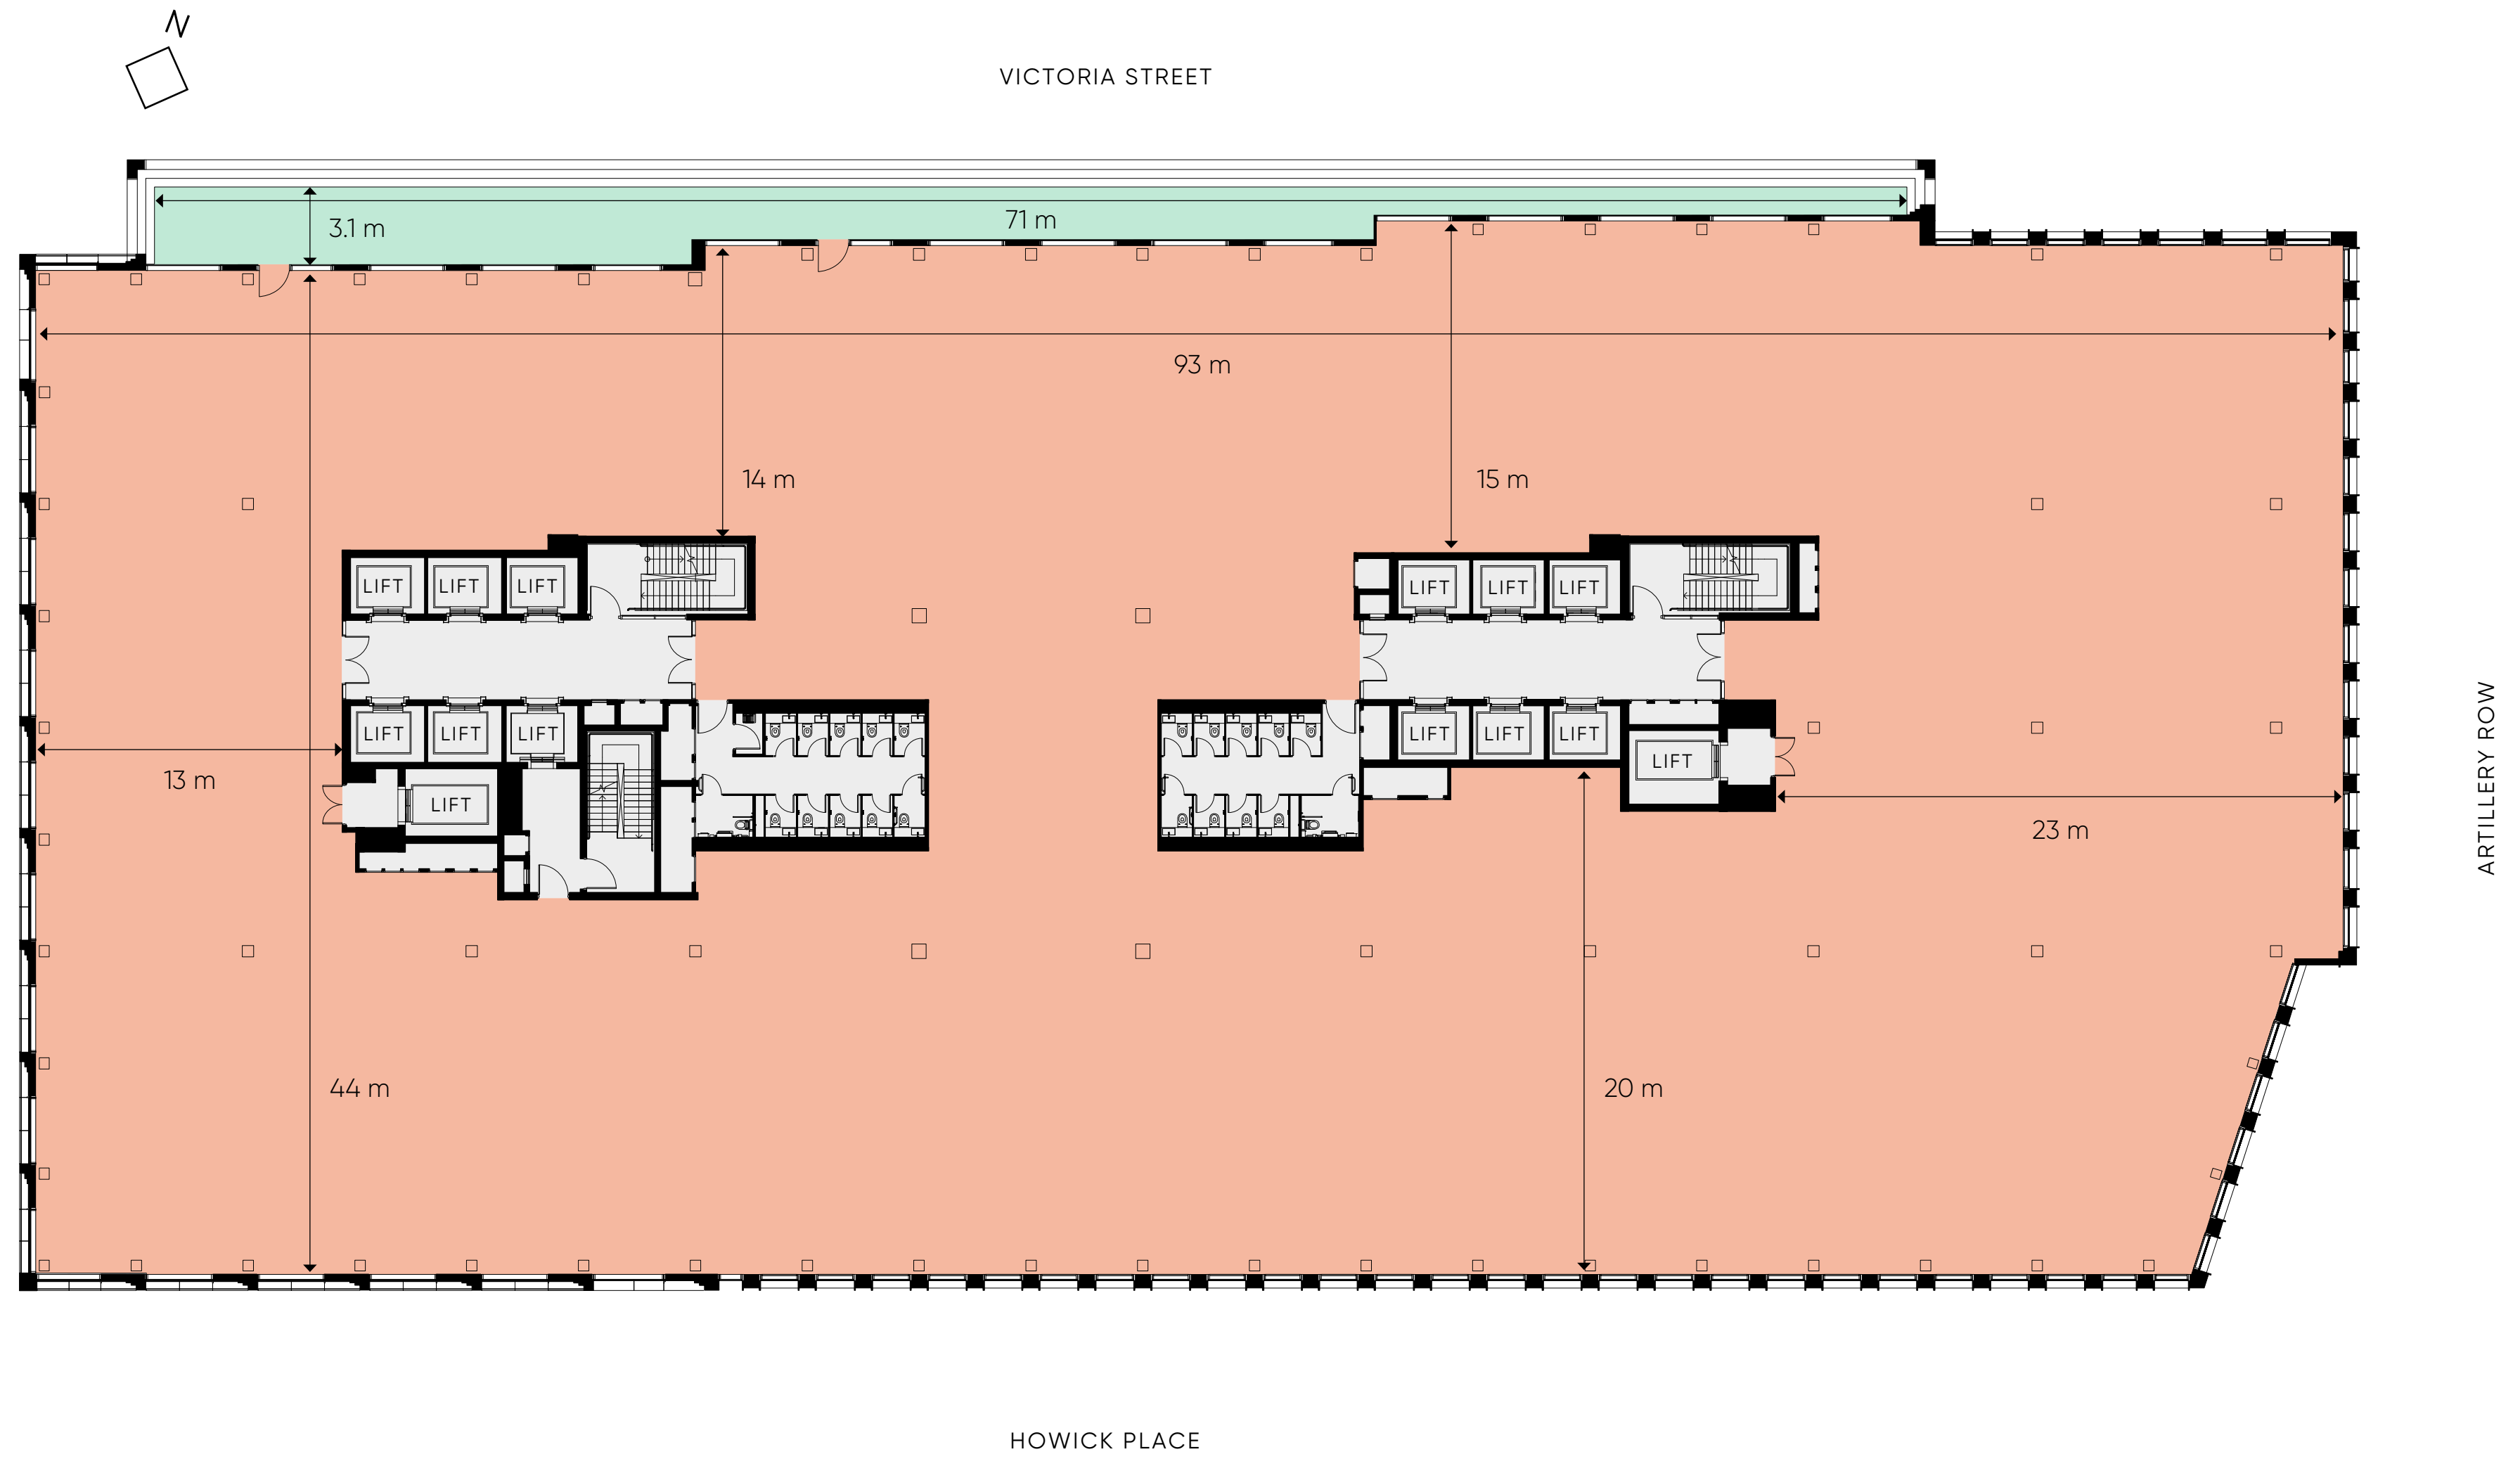 N
VICTORIA STREET
3.1 m
71 m
93 m
14 m
15 m
LIFT LIFT LIFT
LIFT LIFT LIFT
LIFT LIFT LIFT
LIFT LIFT LIFT
LIFT
13 m
LIFT
23 m
ARTILLERY ROW
44 m
20 m
HOWICK PLACE